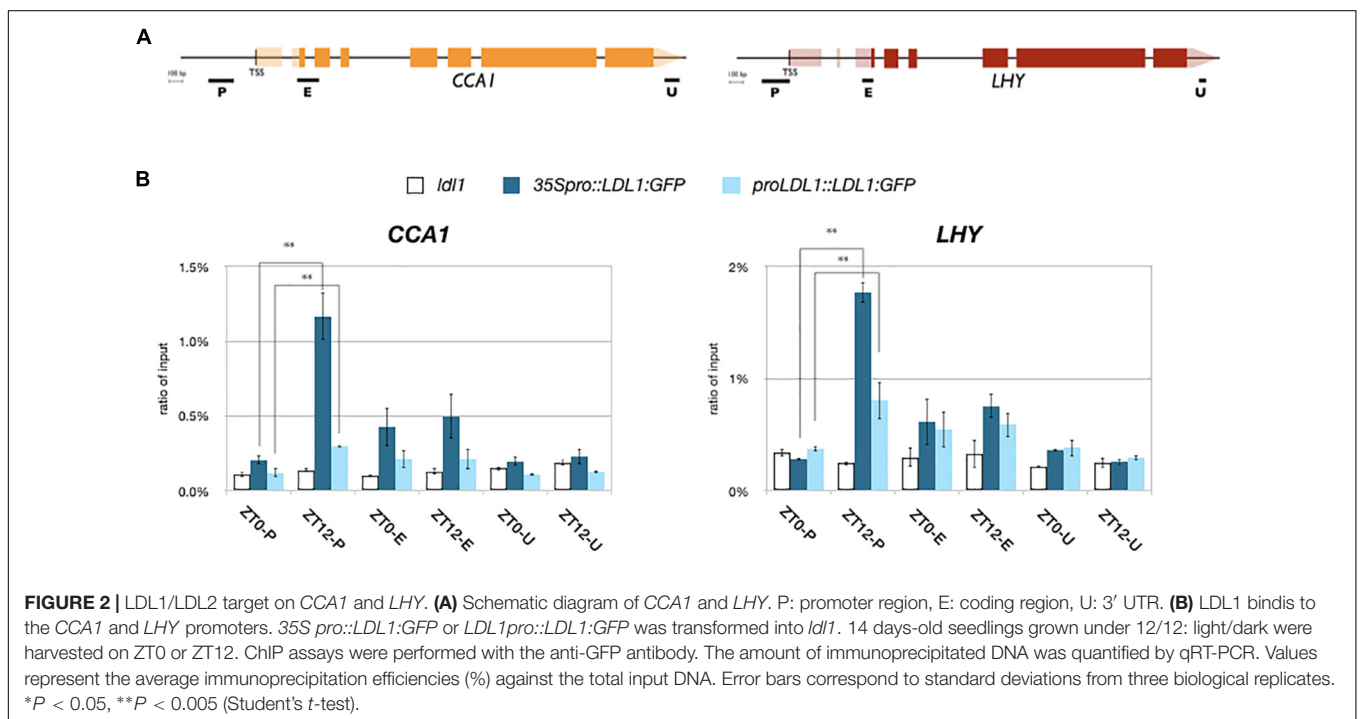 A
100 bp
TSS
P
E
CCA1
U
100 bp
TSS
P
E
LHY
U
B
ldl1
35Spro::LDL1:GFP
proLDL1::LDL1:GFP
CCA1
**
**
1.5%
1.0%
0.5%
0.0%
ratio of input
ZT0-P
ZT12-P
ZT0-E
ZT12-E
ZT0-U
ZT12-U
LHY
**
**
2%
1%
0%
ratio of input
ZT0-P
ZT12-P
ZT0-E
ZT12-E
ZT0-U
ZT12-U
FIGURE 2 | LDL1/LDL2 target on CCA1 and LHY. (A) Schematic diagram of CCA1 and LHY. P: promoter region, E: coding region, U: 3′ UTR. (B) LDL1 bindis to
the CCA1 and LHY promoters. 35S pro::LDL1:GFP or LDL1pro::LDL1:GFP was transformed into ldl1. 14 days-old seedlings grown under 12/12: light/dark were
harvested on ZT0 or ZT12. ChIP assays were performed with the anti-GFP antibody. The amount of immunoprecipitated DNA was quantified by qRT-PCR. Values
represent the average immunoprecipitation efficiencies (%) against the total input DNA. Error bars correspond to standard deviations from three biological replicates.
*P < 0.05, **P < 0.005 (Student's t-test).